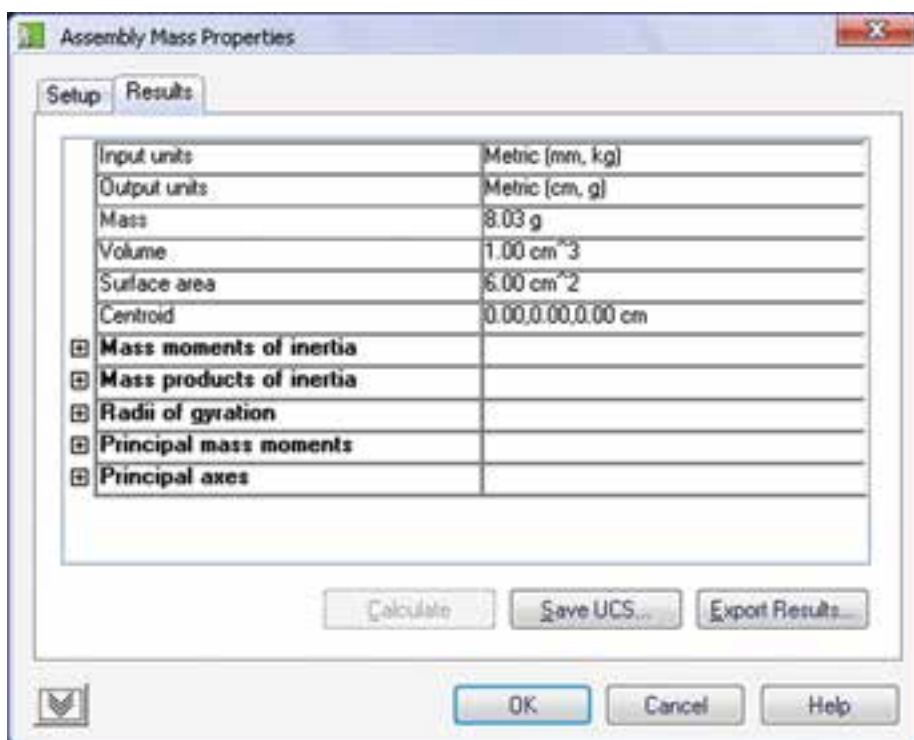 Assembly Mass Properties
Setup Results
Input units Metric (mm, kg)
Output units Metric (cm, g)
Mass 8.03 g
Volume 1.00 cm^3
Surface area 6.00 cm^2
Centroid 0.00,0.00,0.00 cm
Mass moments of inertia
Mass products of inertia
Radii of gyration
Principal mass moments
Principal axes
Calculate Save UCS... Export Results...
OK Cancel Help